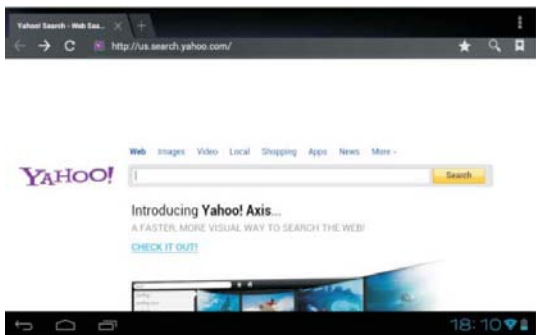 Yahoo! Search - Web Sea...
http://us.search.yahoo.com/
Web Images Video Local Shopping Apps News More
YAHOO!
Search
Introducing Yahoo! Axis...
A FASTER, MORE VISUAL WAY TO SEARCH THE WEB!
CHECK IT OUT!
18:10